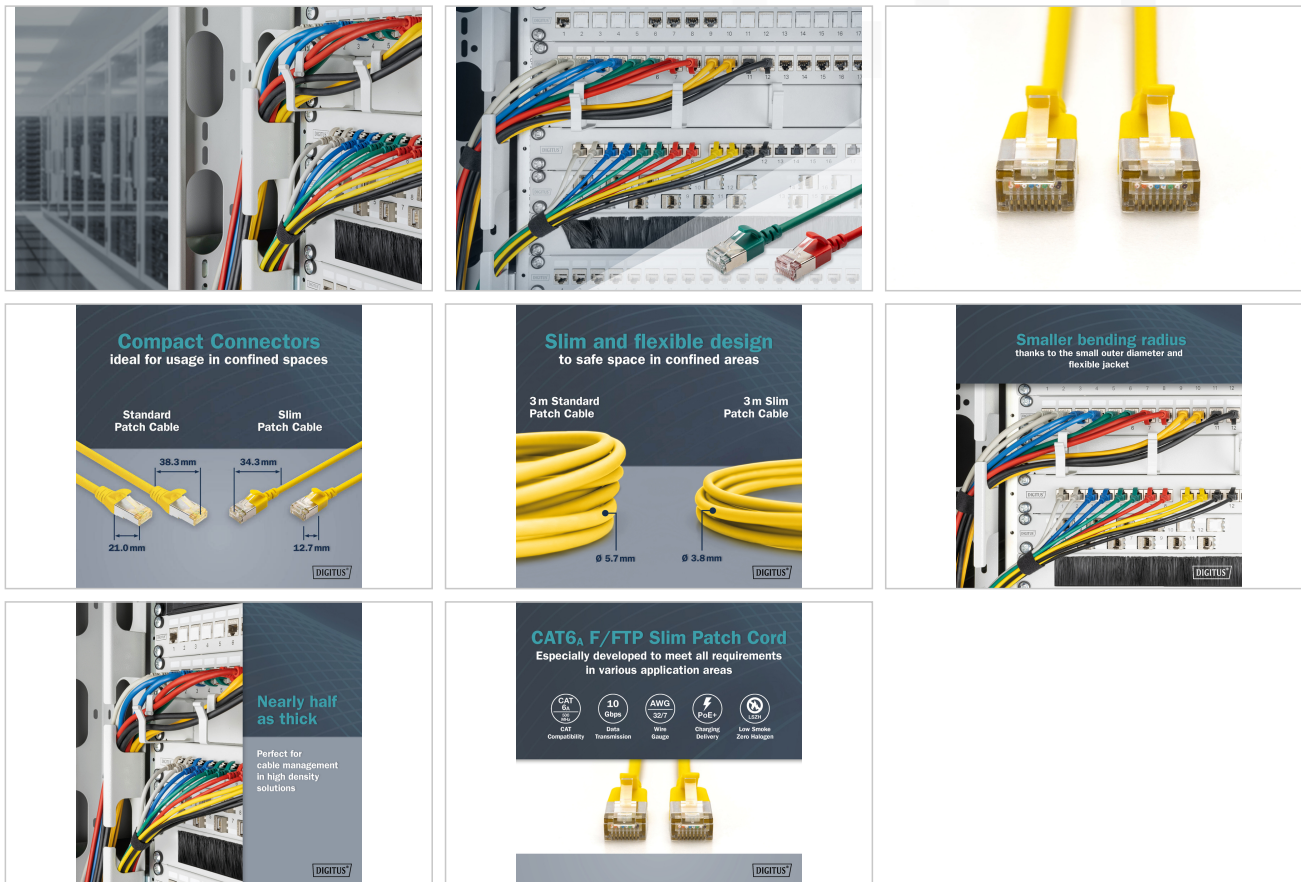 Compact Connectors
ideal for usage in confined spaces
Standard
Patch Cable
Slim
Patch Cable
38.3 mm
34.3 mm
21.0 mm
12.7 mm
DIGITUS®
Slim and flexible design
to safe space in confined areas
3 m Standard
Patch Cable
3 m Slim
Patch Cable
Ø 5.7 mm
Ø 3.8 mm
DIGITUS®
Smaller bending radius
thanks to the small outer diameter and
flexible jacket
DIGITUS®
Nearly half
as thick
Perfect for
cable management
in high density
solutions
DIGITUS®
CAT6A F/FTP Slim Patch Cord
Especially developed to meet all requirements
in various application areas
CAT
6A
500
MHz
CAT
Compatibility
10
Gbps
Data
Transmission
AWG
32/7
Wire
Gauge
PoE+
Charging
Delivery
LSZH
Low Smoke
Zero Halogen
DIGITUS®